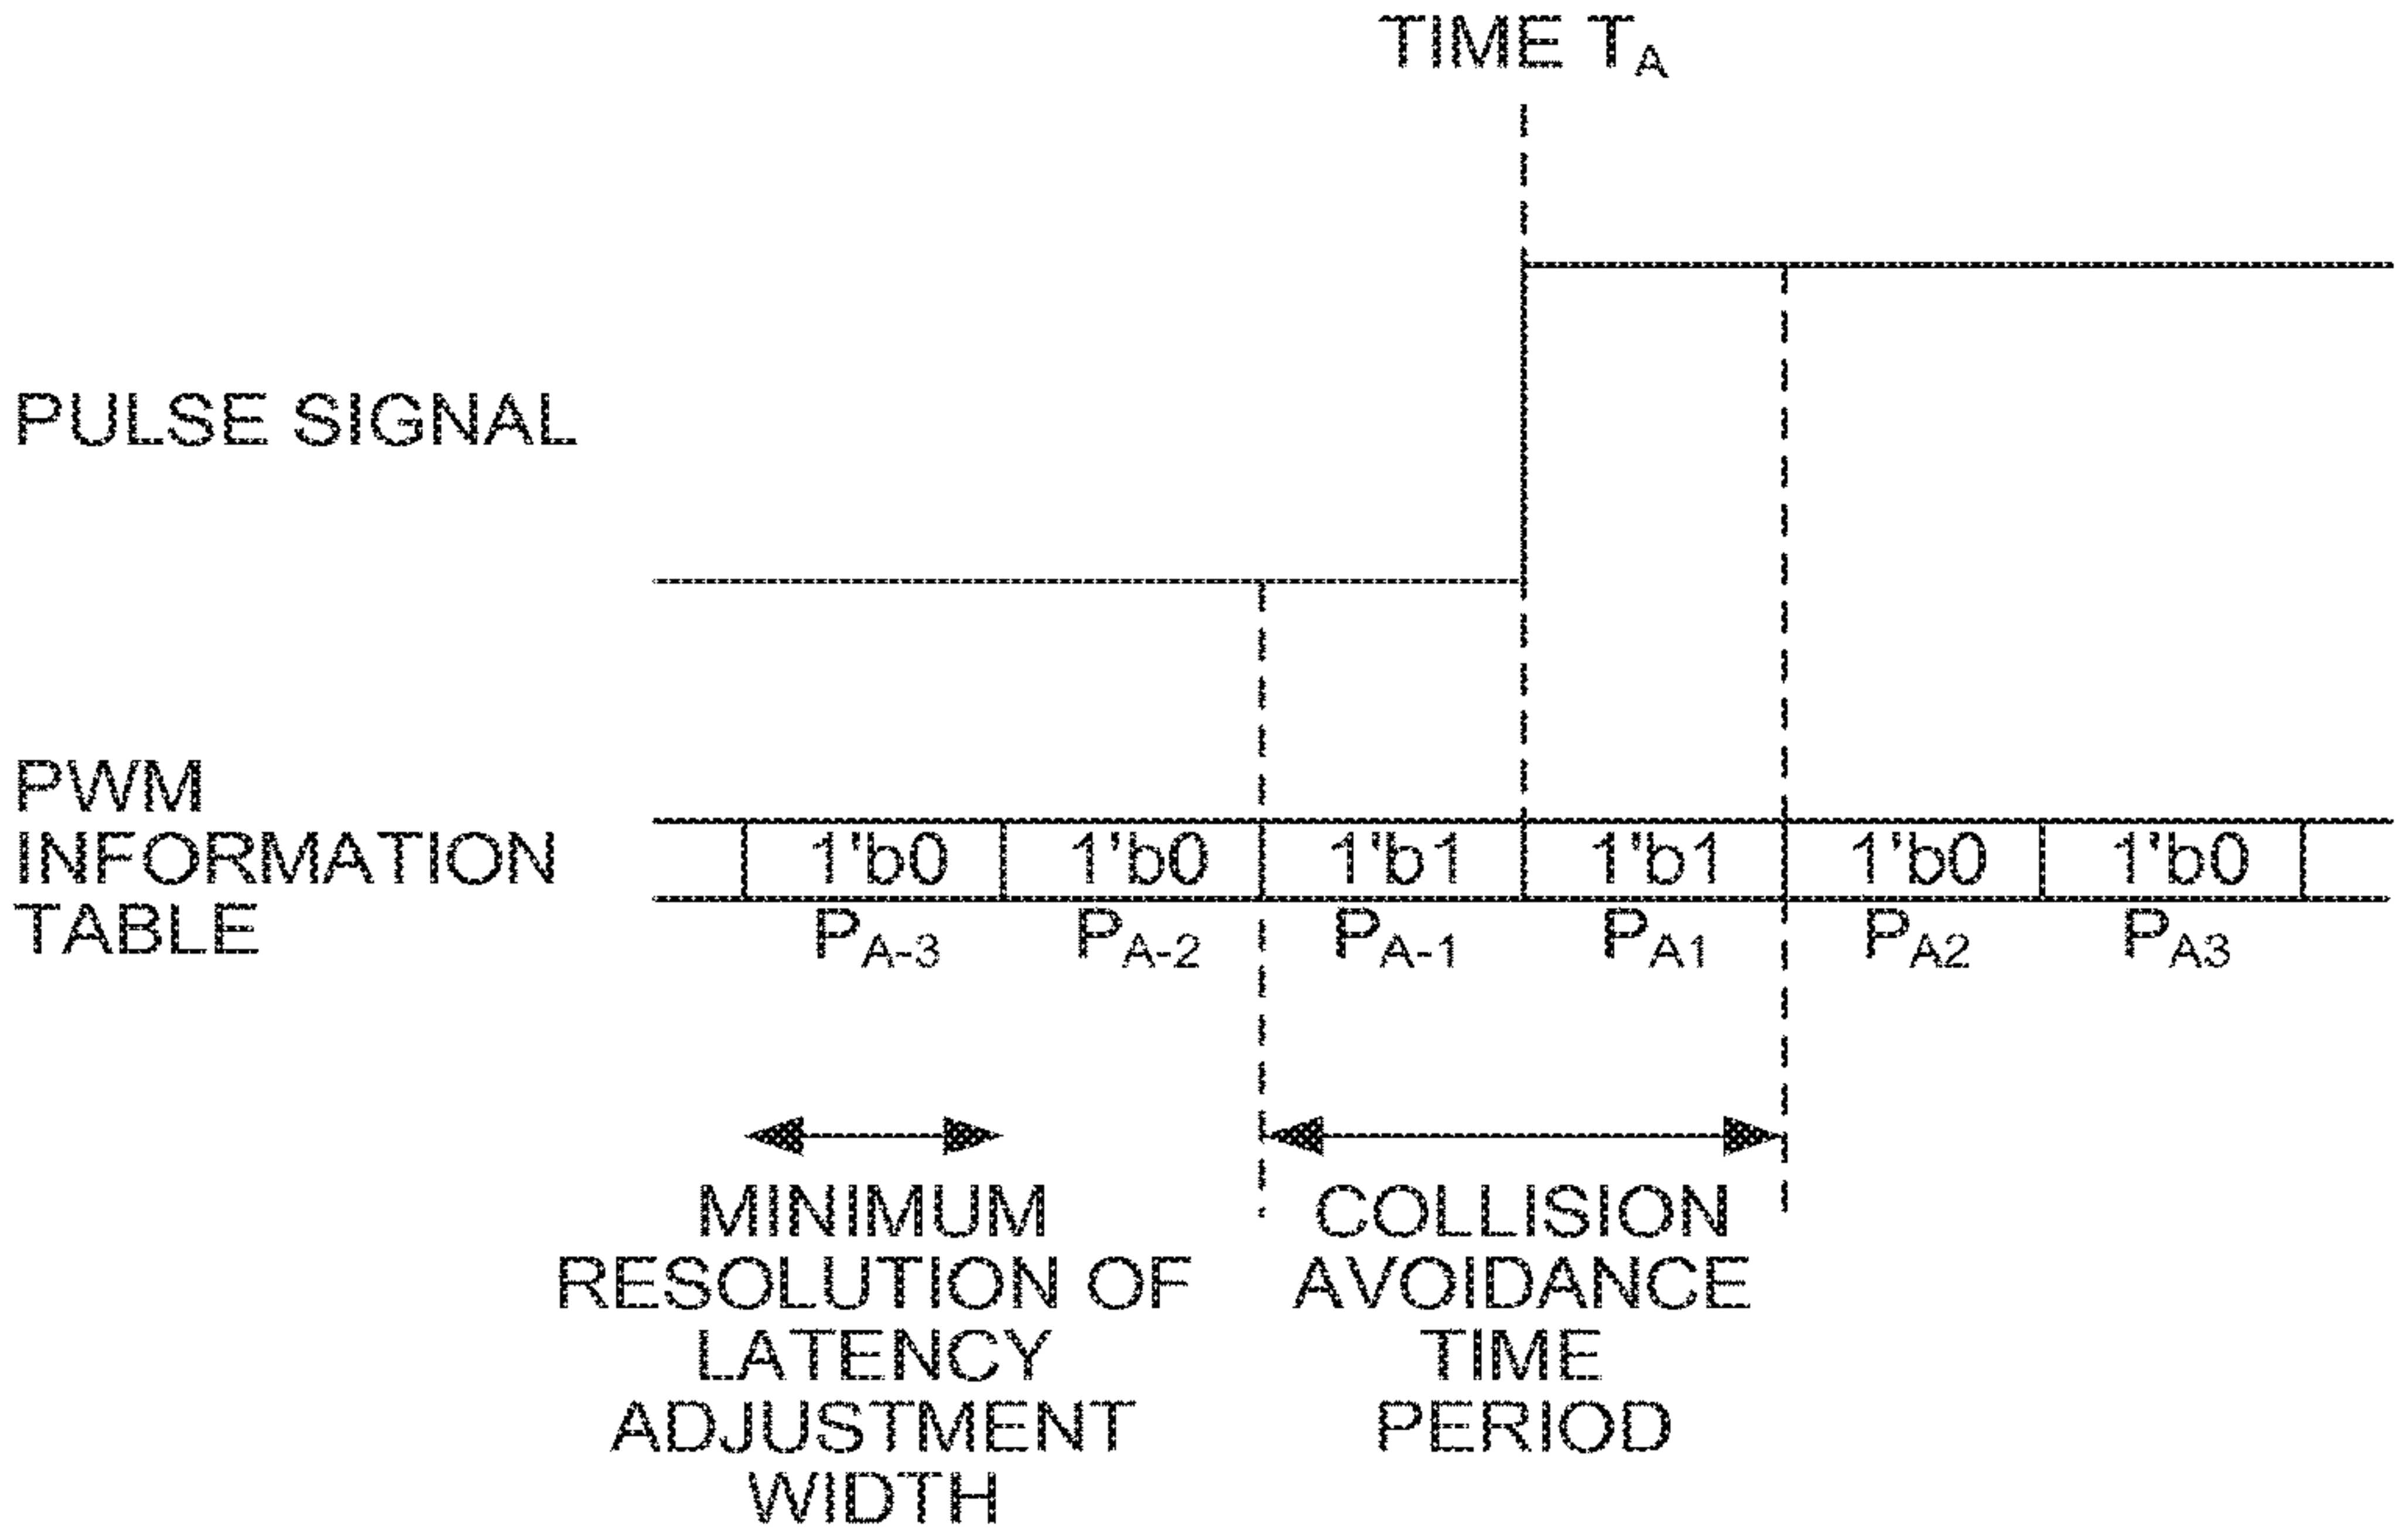 TIME TA
PULSE SIGNAL
PWM
INFORMATION
TABLE
1'b0 1'b0 1'b1 1'b1 1'b0 1'b0
PA-3 PA-2 PA-1 PA1 PA2 PA3
MINIMUM
RESOLUTION OF
LATENCY
ADJUSTMENT
WIDTH
COLLISION
AVOIDANCE
TIME
PERIOD